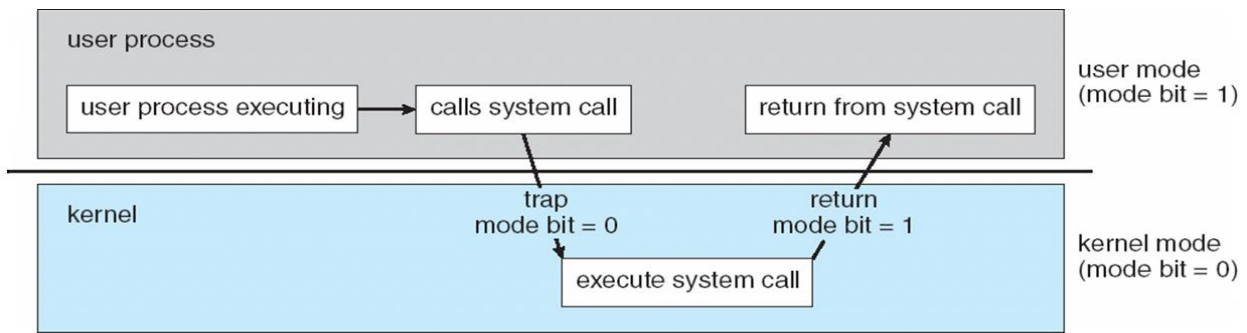 user process
user process executing
calls system call
return from system call
user mode
(mode bit = 1)
kernel
trap
mode bit = 0
return
mode bit = 1
execute system call
kernel mode
(mode bit = 0)